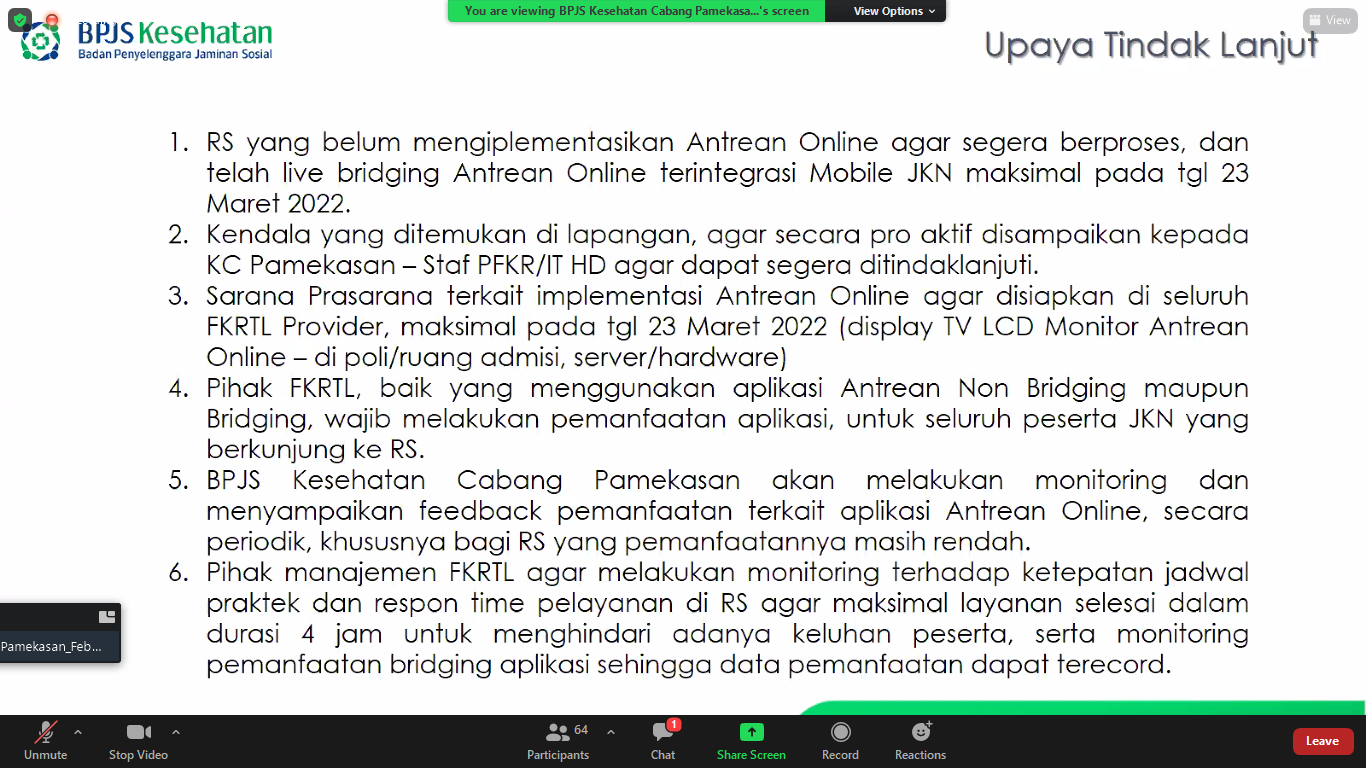 You are viewing BPJS Kesehatan Cabang Pamekasa...'s screen
View Options
View
BPJS Kesehatan
Badan Penyelenggara Jaminan Sosial
Upaya Tindak Lanjut
1. RS yang belum mengiplementasikan Antrean Online agar segera berproses, dan
telah live bridging Antrean Online terintegrasi Mobile JKN maksimal pada tgl 23
Maret 2022.
2. Kendala yang ditemukan di lapangan, agar secara pro aktif disampaikan kepada
KC Pamekasan – Staf PFKR/IT HD agar dapat segera ditindaklanjuti.
3. Sarana Prasarana terkait implementasi Antrean Online agar disiapkan di seluruh
FKRTL Provider, maksimal pada tgl 23 Maret 2022 (display TV LCD Monitor Antrean
Online – di poli/ruang admisi, server/hardware)
4. Pihak FKRTL, baik yang menggunakan aplikasi Antrean Non Bridging maupun
Bridging, wajib melakukan pemanfaatan aplikasi, untuk seluruh peserta JKN yang
berkunjung ke RS.
5. BPJS Kesehatan Cabang Pamekasan akan melakukan monitoring dan
menyampaikan feedback pemanfaatan terkait aplikasi Antrean Online, secara
periodik, khususnya bagi RS yang pemanfaatannya masih rendah.
6. Pihak manajemen FKRTL agar melakukan monitoring terhadap ketepatan jadwal
praktek dan respon time pelayanan di RS agar maksimal layanan selesai dalam
durasi 4 jam untuk menghindari adanya keluhan peserta, serta monitoring
pemanfaatan bridging aplikasi sehingga data pemanfaatan dapat terecord.
Pamekasan_Feb...
Unmute
Stop Video
Participants
64
Chat
1
Share Screen
Record
Reactions
Leave